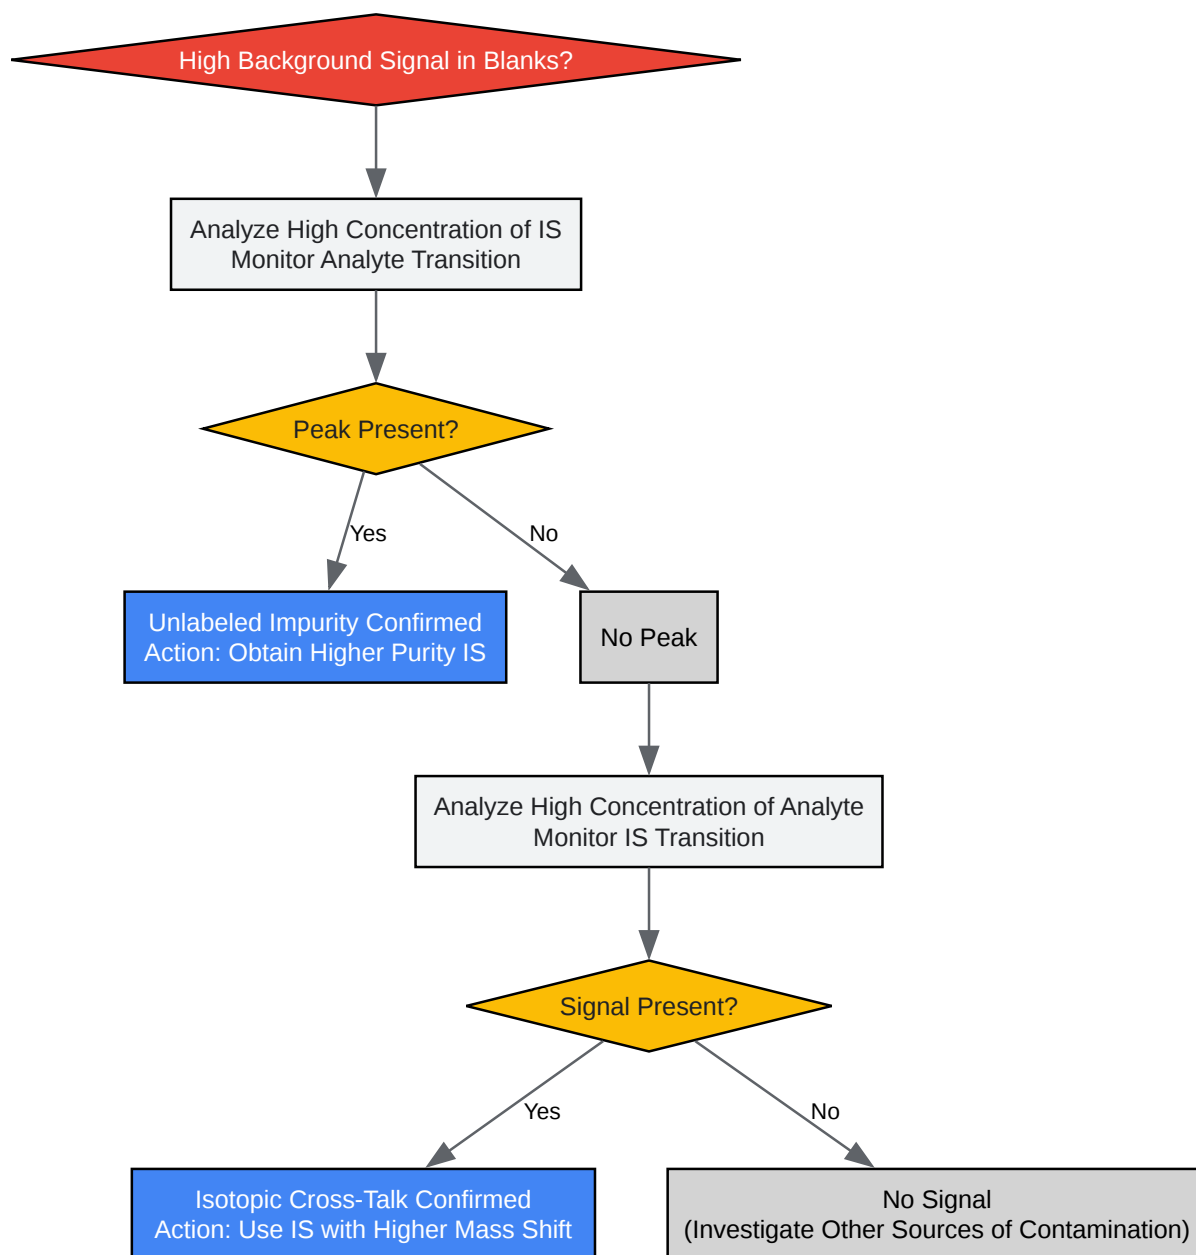 High Background Signal in Blanks?
Analyze High Concentration of IS
Monitor Analyte Transition
Peak Present?
Yes
No
Unlabeled Impurity Confirmed
Action: Obtain Higher Purity IS
No Peak
Analyze High Concentration of Analyte
Monitor IS Transition
Signal Present?
Yes
No
Isotopic Cross-Talk Confirmed
Action: Use IS with Higher Mass Shift
No Signal
(Investigate Other Sources of Contamination)